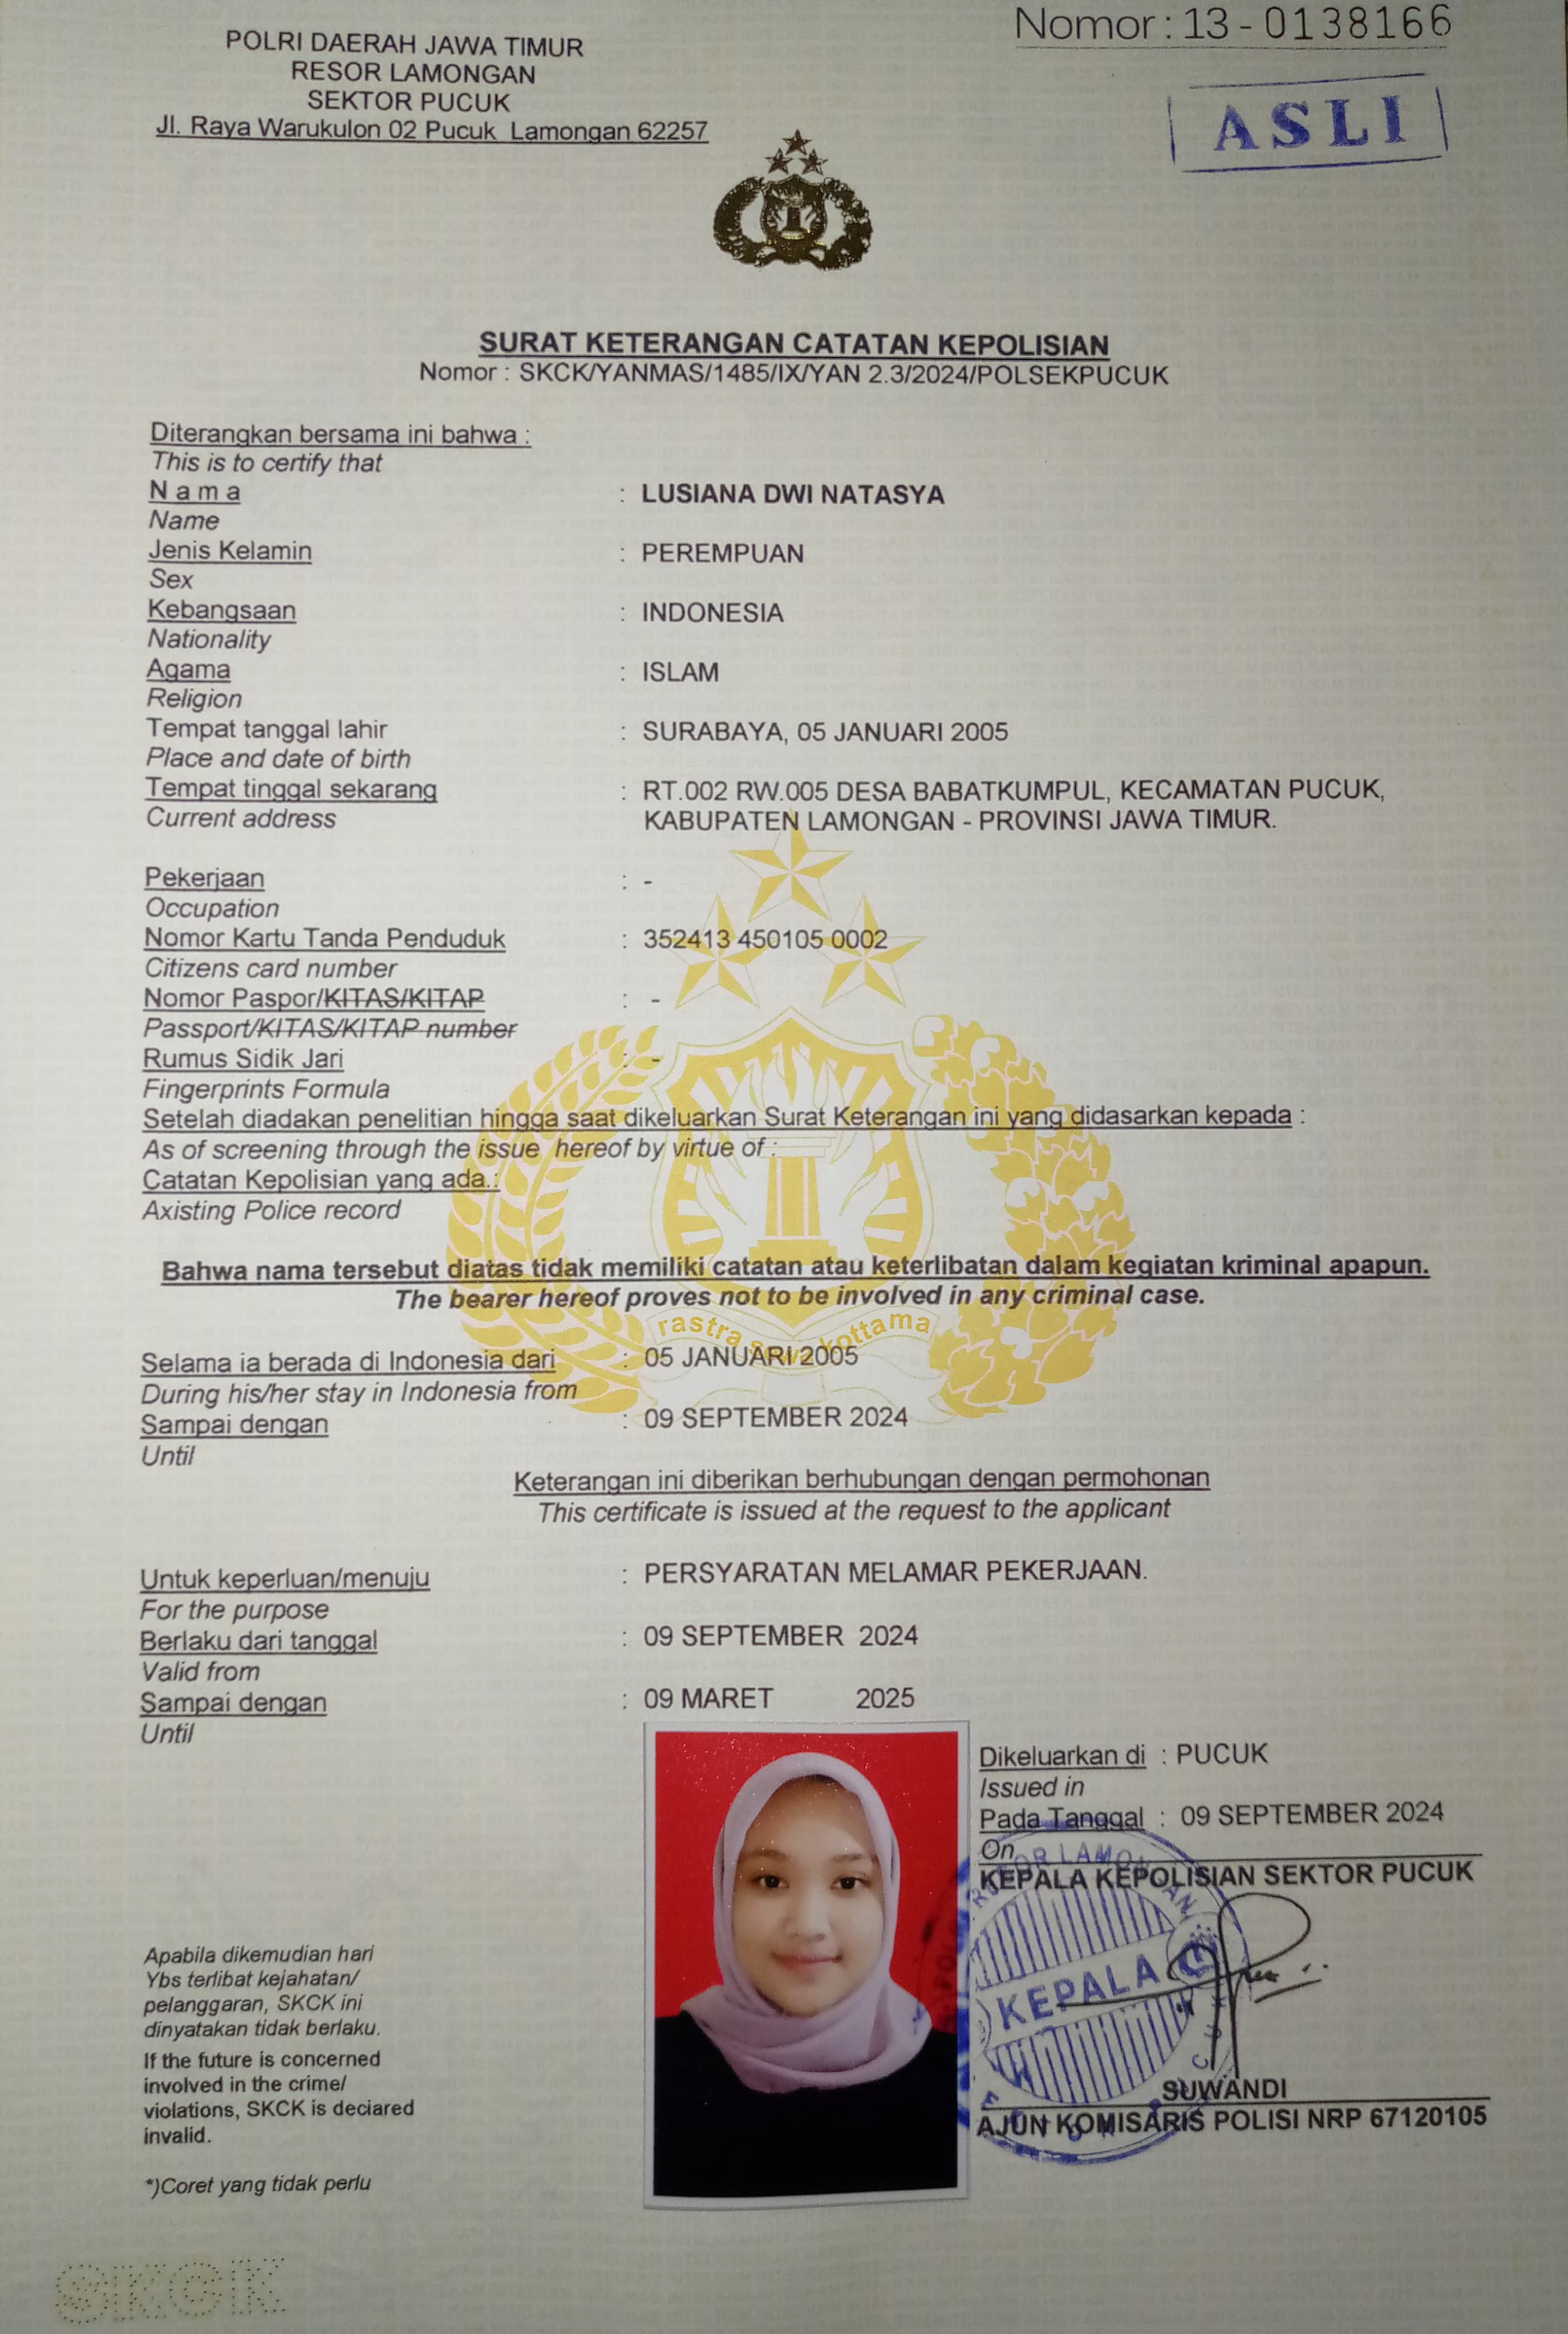 POLRI DAERAH JAWA TIMUR
RESOR LAMONGAN
SEKTOR PUCUK
Jl. Raya Warukulon 02 Pucuk Lamongan 62257
Nomor : 13 - 0138166
ASLI
SURAT KETERANGAN CATATAN KEPOLISIAN
Nomor : SKCK/YANMAS/1485/IX/YAN 2.3/2024/POLSEKPUCUK
Diterangkan bersama ini bahwa :
This is to certify that
N a m a : LUSIANA DWI NATASYA
Name
Jenis Kelamin : PEREMPUAN
Sex
Kebangsaan : INDONESIA
Nationality
Agama : ISLAM
Religion
Tempat tanggal lahir : SURABAYA, 05 JANUARI 2005
Place and date of birth
Tempat tinggal sekarang : RT.002 RW.005 DESA BABATKUMPUL, KECAMATAN PUCUK,
Current address KABUPATEN LAMONGAN - PROVINSI JAWA TIMUR.
Pekerjaan : -
Occupation
Nomor Kartu Tanda Penduduk : 352413 450105 0002
Citizens card number
Nomor Paspor/KITAS/KITAP : -
Passport/KITAS/KITAP number
Rumus Sidik Jari : -
Fingerprints Formula
Setelah diadakan penelitian hingga saat dikeluarkan Surat Keterangan ini yang didasarkan kepada :
As of screening through the issue hereof by virtue of :
Catatan Kepolisian yang ada.:
Axisting Police record
Bahwa nama tersebut diatas tidak memiliki catatan atau keterlibatan dalam kegiatan kriminal apapun.
The bearer hereof proves not to be involved in any criminal case.
rastra sewakottama
Selama ia berada di Indonesia dari : 05 JANUARI 2005
During his/her stay in Indonesia from
Sampai dengan : 09 SEPTEMBER 2024
Until
Keterangan ini diberikan berhubungan dengan permohonan
This certificate is issued at the request to the applicant
Untuk keperluan/menuju : PERSYARATAN MELAMAR PEKERJAAN.
For the purpose
Berlaku dari tanggal : 09 SEPTEMBER 2024
Valid from
Sampai dengan : 09 MARET 2025
Until
Dikeluarkan di : PUCUK
Issued in
Pada Tanggal : 09 SEPTEMBER 2024
On
KEPALA KEPOLISIAN SEKTOR PUCUK
RESOR LAMONGAN
KEPALA
SUWANDI
AJUN KOMISARIS POLISI NRP 67120105
Apabila dikemudian hari
Ybs terlibat kejahatan/
pelanggaran, SKCK ini
dinyatakan tidak berlaku.
If the future is concerned
involved in the crime/
violations, SKCK is deciared
invalid.
*)Coret yang tidak perlu
SKCK